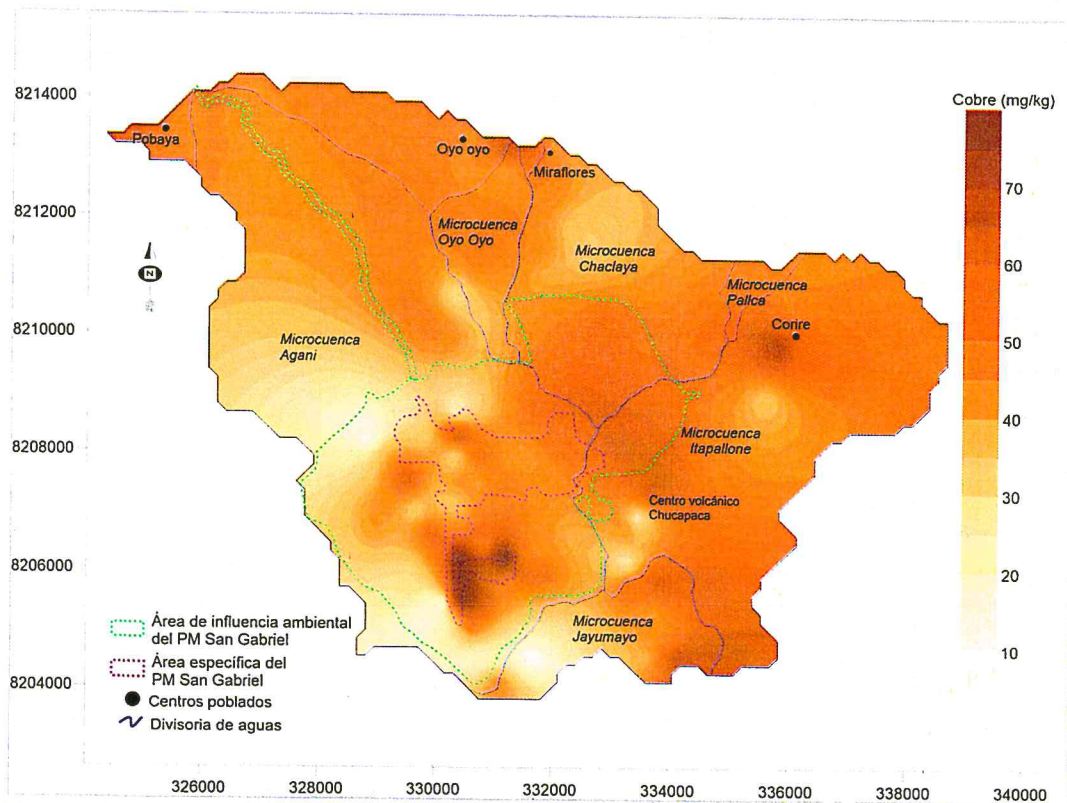 8214000
8212000
8210000
8208000
8206000
8204000
Pobaya
Oyo oyo
Miraflores
Microcuenca
Oyo Oyo
Microcuenca
Chaclaya
Microcuenca
Pallca
Corire
Microcuenca
Agani
Microcuenca
Itapallone
Centro volcánico
Chucapaca
Microcuenca
Jayumayo
N
Cobre (mg/kg)
70
60
50
40
30
20
10
Área de influencia ambiental
del PM San Gabriel
Área específica del
PM San Gabriel
Centros poblados
Divisoria de aguas
326000
328000
330000
332000
334000
336000
338000
340000